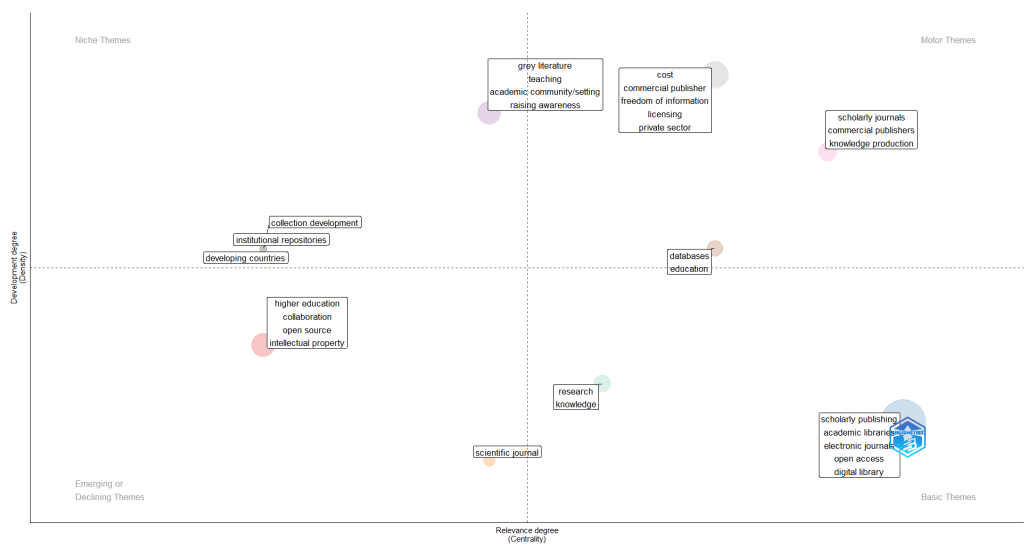 Niche Themes
Motor Themes
grey literature
teaching
academic community/setting
raising awareness
cost
commercial publisher
freedom of information
licensing
private sector
scholarly journals
commercial publishers
knowledge production
collection development
institutional repositories
developing countries
databases
education
Development degree
(Density)
higher education
collaboration
open source
intellectual property
research
knowledge
scholarly publishing
academic libraries
electronic journals
open access
digital library
scientific journal
Emerging or
Declining Themes
Basic Themes
Relevance degree
(Centrality)